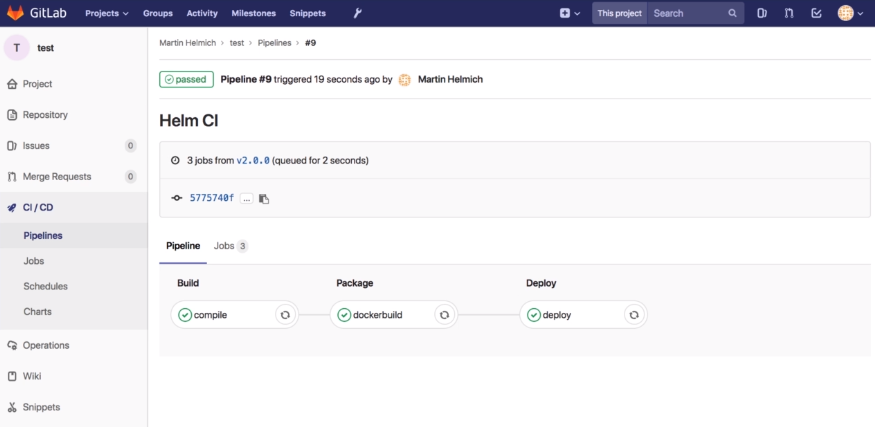 GitLab Projects Groups Activity Milestones Snippets This project Search
T test
Martin Helmich > test > Pipelines > #9
Project
passed Pipeline #9 triggered 19 seconds ago by Martin Helmich
Repository
Helm CI
Issues 0
3 jobs from v2.0.0 (queued for 2 seconds)
Merge Requests 0
5775740f ...
CI / CD
Pipelines
Pipeline Jobs 3
Jobs
Build Package Deploy
Schedules
Charts
compile dockerbuild deploy
Operations
Wiki
Snippets